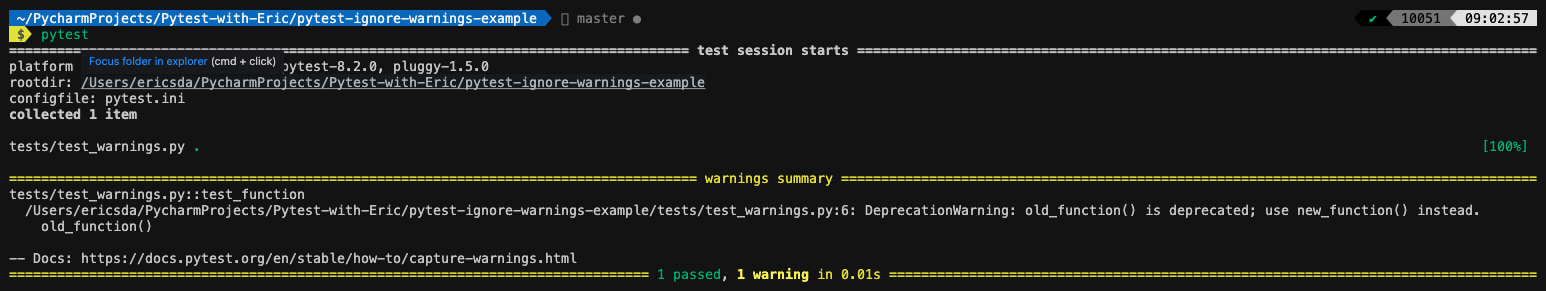 ~/PycharmProjects/Pytest-with-Eric/pytest-ignore-warnings-example master ● ✔ 10051 09:02:57
$ pytest
test session starts
platform pytest-8.2.0, pluggy-1.5.0
Focus folder in explorer (cmd + click)
rootdir: /Users/ericsda/PycharmProjects/Pytest-with-Eric/pytest-ignore-warnings-example
configfile: pytest.ini
collected 1 item
tests/test_warnings.py . [100%]
warnings summary
tests/test_warnings.py::test_function
/Users/ericsda/PycharmProjects/Pytest-with-Eric/pytest-ignore-warnings-example/tests/test_warnings.py:6: DeprecationWarning: old_function() is deprecated; use new_function() instead.
old_function()
-- Docs: https://docs.pytest.org/en/stable/how-to/capture-warnings.html
1 passed, 1 warning in 0.01s